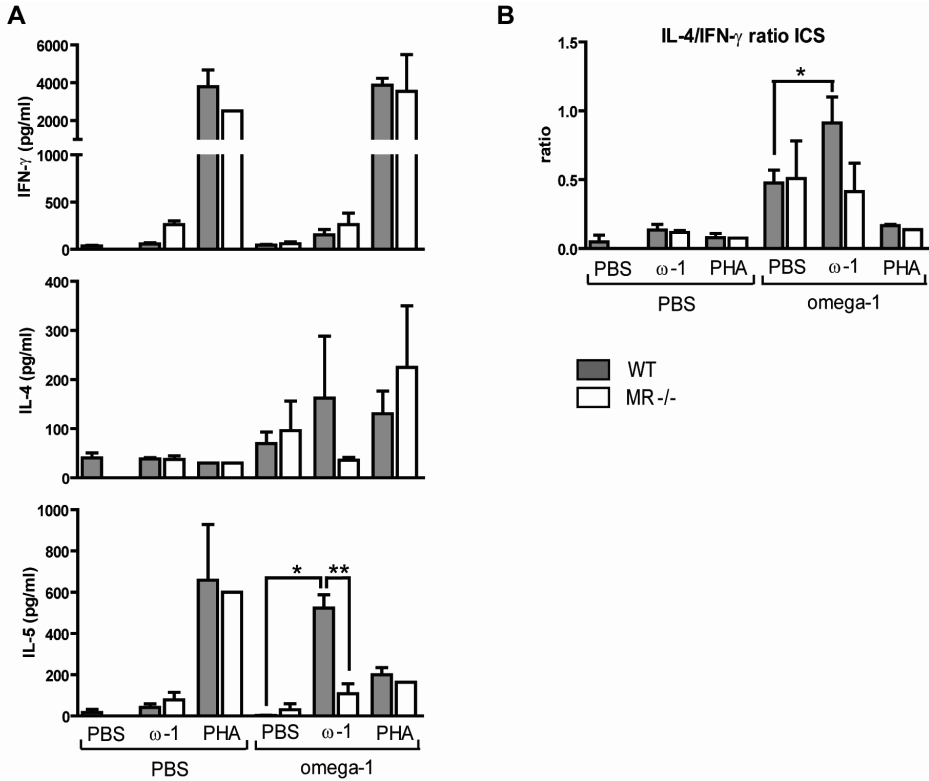 A
IFN-γ (pg/ml)
6000
4000
2000
1000
500
0
IL-4 (pg/ml)
400
300
200
100
0
IL-5 (pg/ml)
1000
800
600
400
200
0
*
**
PBS ω-1 PHA PBS ω-1 PHA
PBS omega-1
B
IL-4/IFN-γ ratio ICS
ratio
1.5
1.0
0.5
0.0
*
PBS ω-1 PHA PBS ω-1 PHA
PBS omega-1
WT
MR-/-